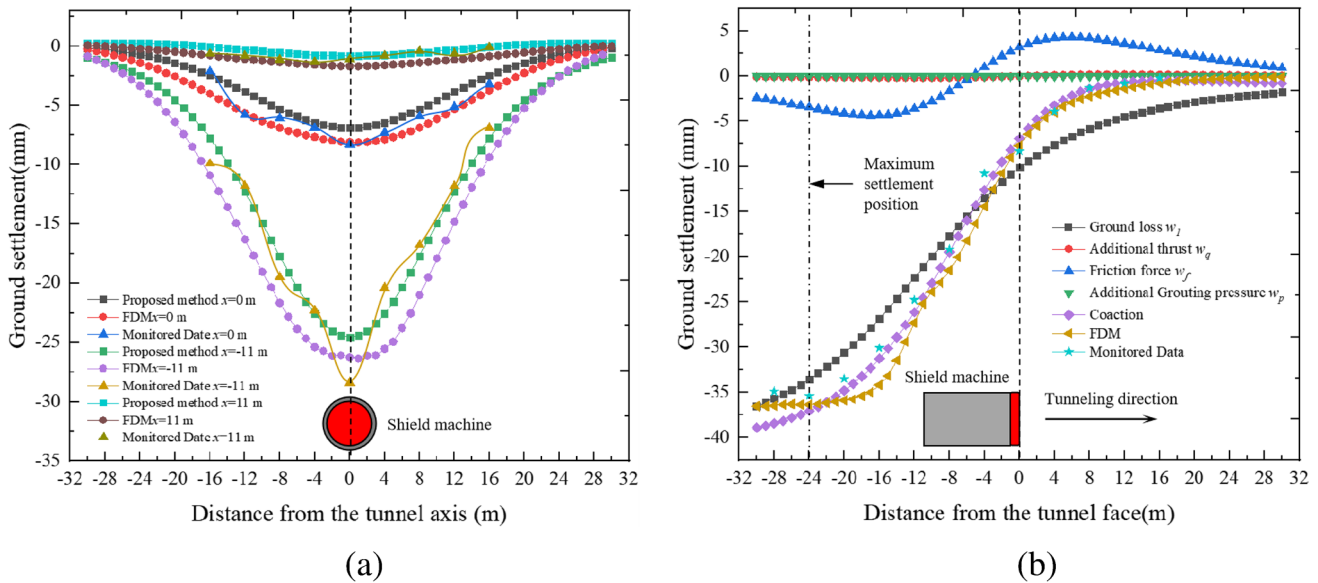 0
-5
-10
-15
-20
-25
-30
-35
Ground settlement(mm)
Proposed method x=0 m
FDMx=0 m
Monitored Date x=0 m
Proposed method x=-11 m
FDMx=-11 m
Monitored Date x=-11 m
Proposed method x=11 m
FDMx=11 m
Monitored Date x=11 m
Shield machine
-32 -28 -24 -20 -16 -12 -8 -4 0 4 8 12 16 20 24 28 32
Distance from the tunnel axis (m)
(a)
10
5
0
-5
-10
-15
-20
-25
-30
-35
-40
Ground settlement (mm)
Maximum
settlement
position
Ground loss w1
Additional thrust wq
Friction force wf
Additional Grouting pressure wp
Coaction
FDM
Monitored Data
Shield machine
Tunneling direction
-32 -28 -24 -20 -16 -12 -8 -4 0 4 8 12 16 20 24 28 32
Distance from the tunnel face(m)
(b)